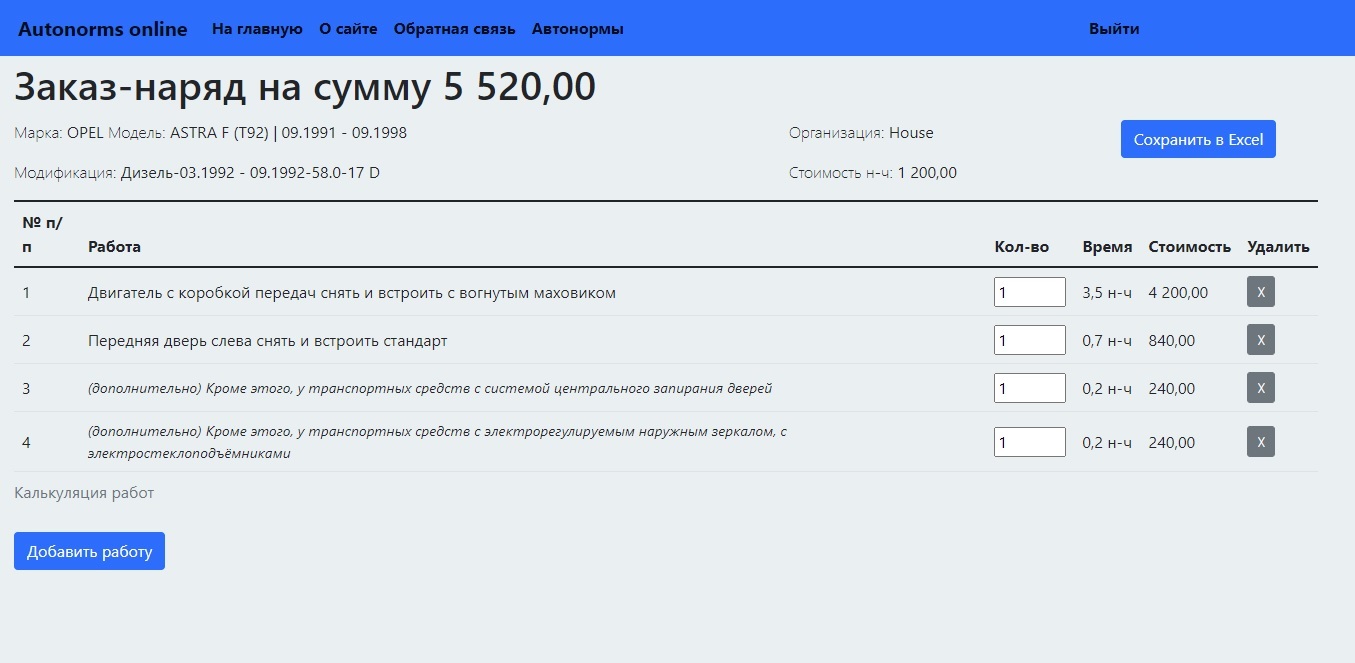 Autonorms online На главную О сайте Обратная связь Автонормы Выйти
Заказ-наряд на сумму 5 520,00
Марка: OPEL Модель: ASTRA F (T92) | 09.1991 - 09.1998 Организация: House Сохранить в Excel
Модификация: Дизель-03.1992 - 09.1992-58.0-17 D Стоимость н-ч: 1 200,00
№ п/
п Работа Кол-во Время Стоимость Удалить
1 Двигатель с коробкой передач снять и встроить с вогнутым маховиком 1 3,5 н-ч 4 200,00 X
2 Передняя дверь слева снять и встроить стандарт 1 0,7 н-ч 840,00 X
3 (дополнительно) Кроме этого, у транспортных средств с системой центрального запирания дверей 1 0,2 н-ч 240,00 X
4 (дополнительно) Кроме этого, у транспортных средств с электрорегулируемым наружным зеркалом, с
электростеклоподъёмниками 1 0,2 н-ч 240,00 X
Калькуляция работ
Добавить работу